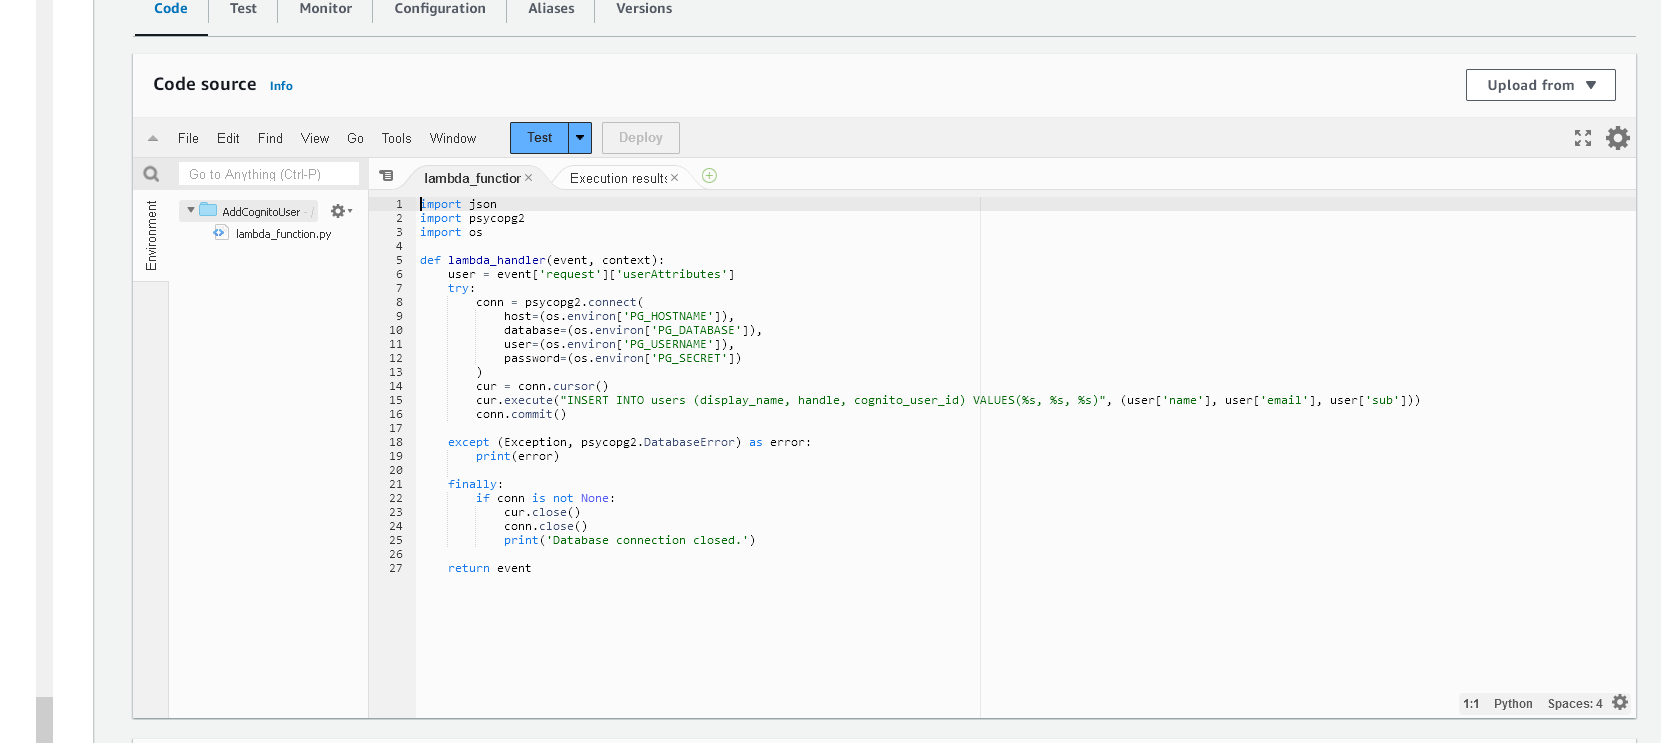 Code Test Monitor Configuration Aliases Versions
Code source Info
Upload from
File Edit Find View Go Tools Window Test Deploy
Go to Anything (Ctrl-P)
lambda_function × Execution results ×
Environment
AddCognitoUser - /
lambda_function.py
1 import json
2 import psycopg2
3 import os
4
5 def lambda_handler(event, context):
6 user = event['request']['userAttributes']
7 try:
8 conn = psycopg2.connect(
9 host=(os.environ['PG_HOSTNAME']),
10 database=(os.environ['PG_DATABASE']),
11 user=(os.environ['PG_USERNAME']),
12 password=(os.environ['PG_SECRET'])
13 )
14 cur = conn.cursor()
15 cur.execute("INSERT INTO users (display_name, handle, cognito_user_id) VALUES(%s, %s, %s)", (user['name'], user['email'], user['sub']))
16 conn.commit()
17
18 except (Exception, psycopg2.DatabaseError) as error:
19 print(error)
20
21 finally:
22 if conn is not None:
23 cur.close()
24 conn.close()
25 print('Database connection closed.')
26
27 return event
1:1 Python Spaces: 4